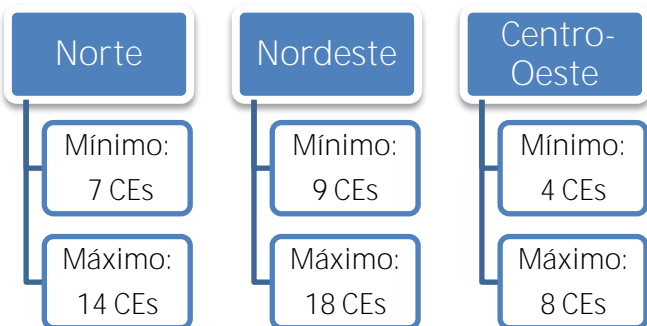 Norte
Mínimo:
7 CEs
Máximo:
14 CEs
Nordeste
Mínimo:
9 CEs
Máximo:
18 CEs
Centro-
Oeste
Mínimo:
4 CEs
Máximo:
8 CEs